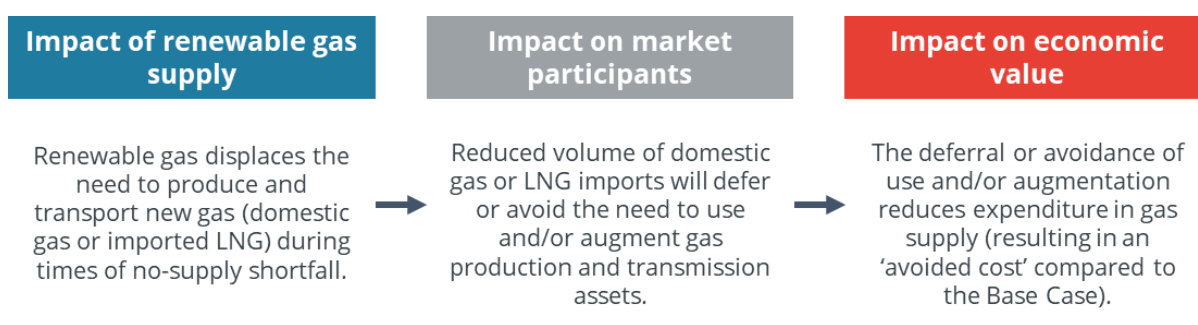 Impact of renewable gas
supply
Renewable gas displaces the
need to produce and
transport new gas (domestic
gas or imported LNG) during
times of no-supply shortfall.
Impact on market
participants
Reduced volume of domestic
gas or LNG imports will defer
or avoid the need to use
and/or augment gas
production and transmission
assets.
Impact on economic
value
The deferral or avoidance of
use and/or augmentation
reduces expenditure in gas
supply (resulting in an
‘avoided cost’ compared to
the Base Case).